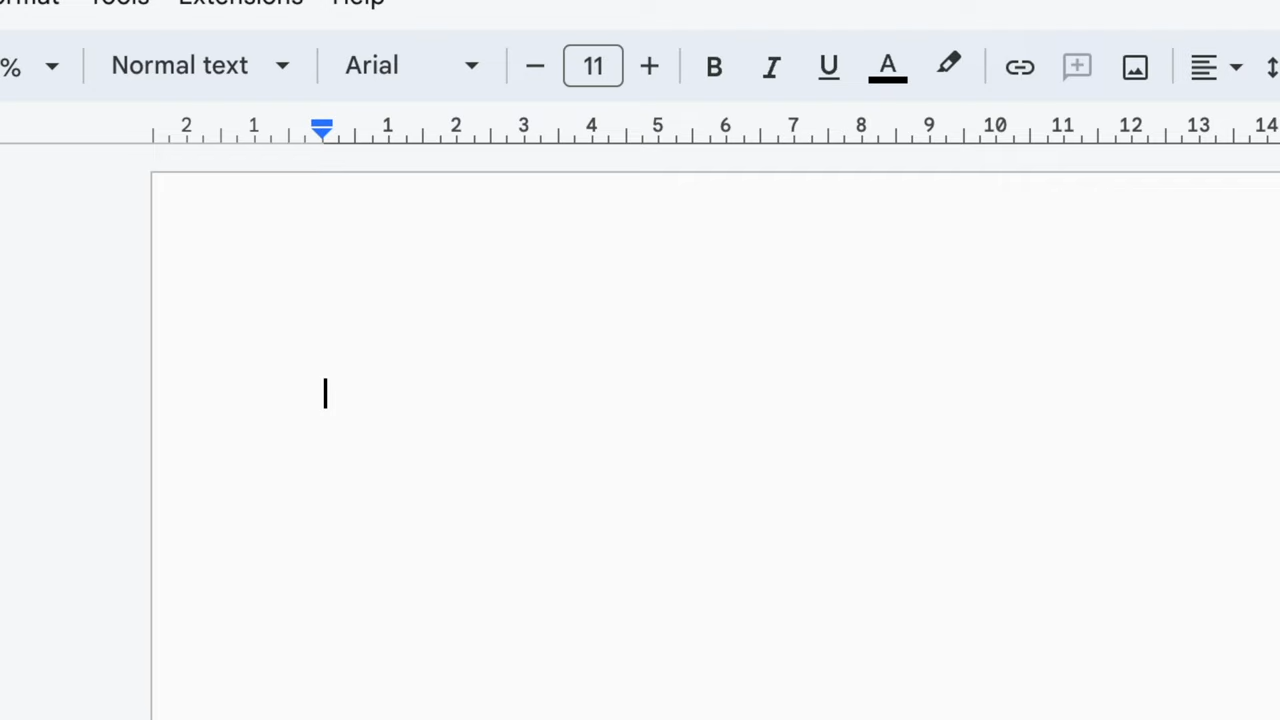 Tools Extensions Help
% Normal text Arial 11 B I U A
2 1 1 2 3 4 5 6 7 8 9 10 11 12 13 14